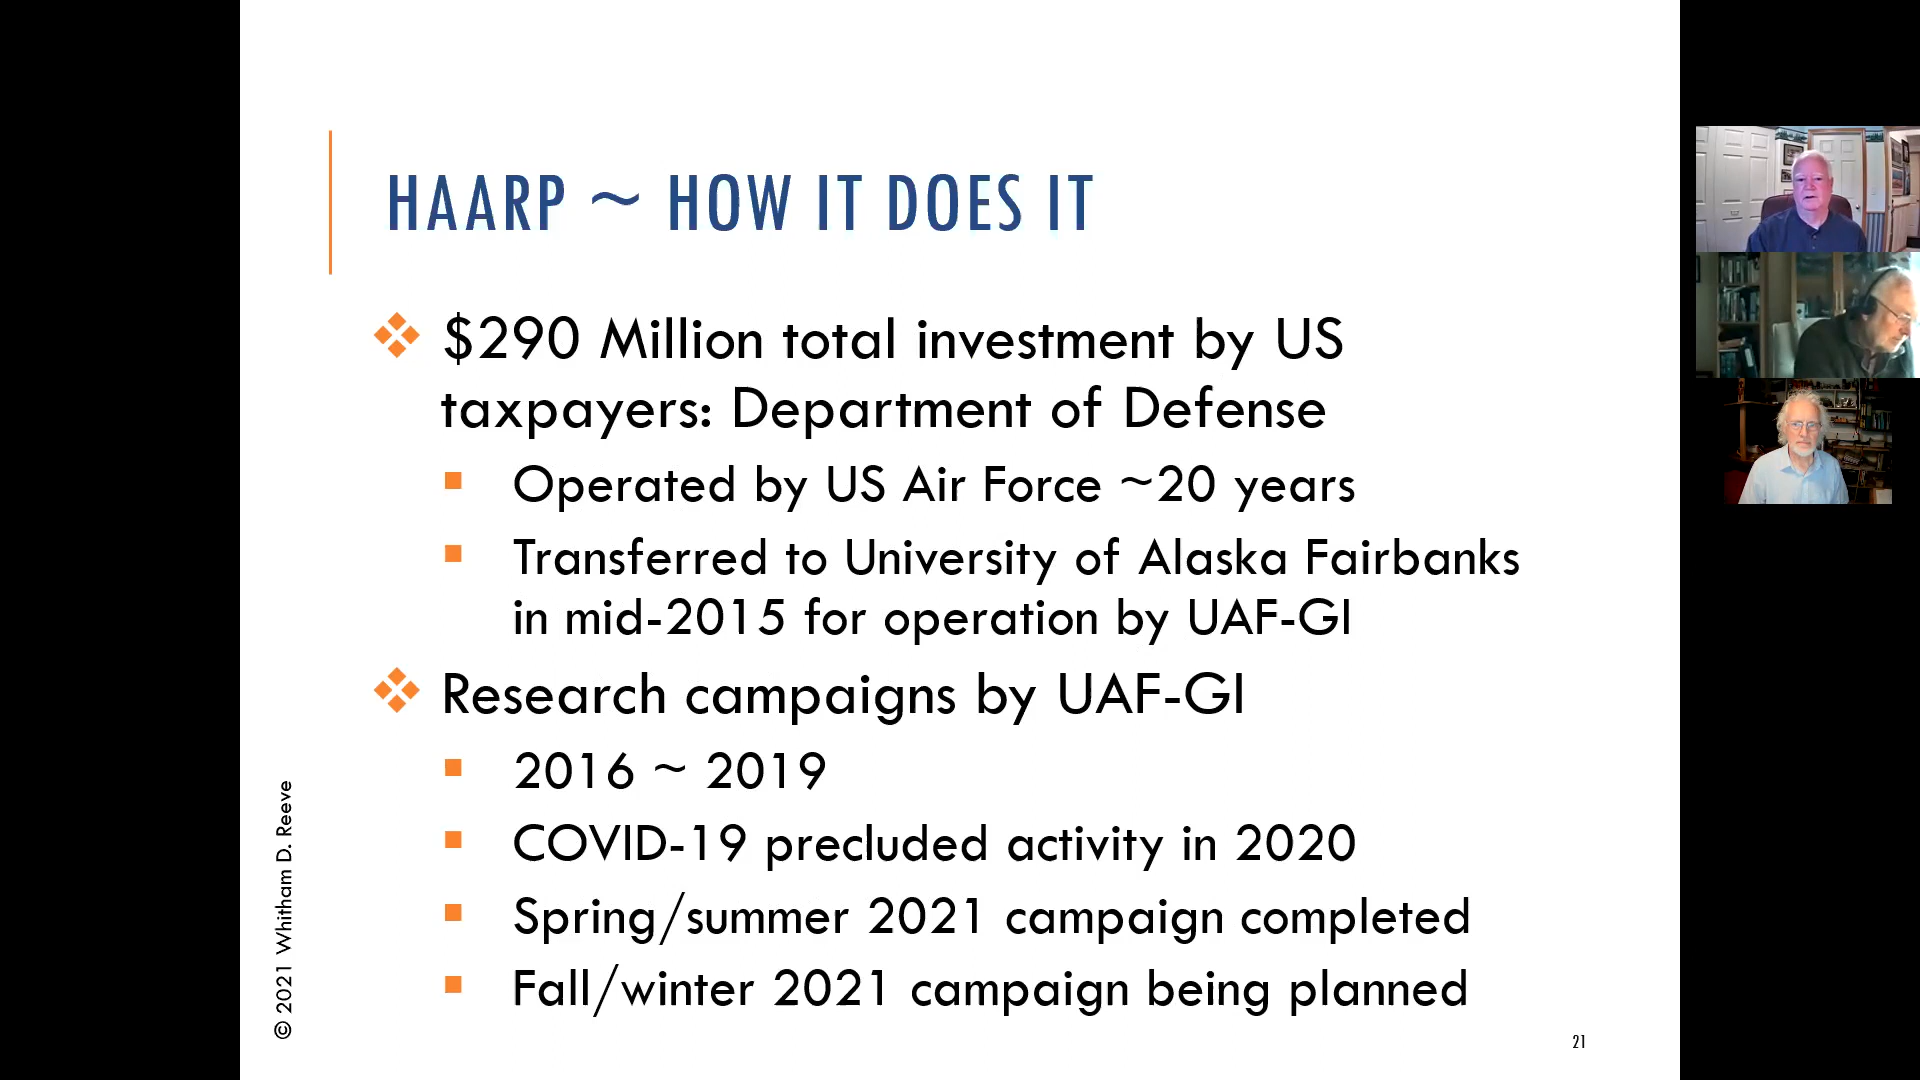 HAARP ~ HOW IT DOES IT
$290 Million total investment by US
taxpayers: Department of Defense
Operated by US Air Force ~20 years
Transferred to University of Alaska Fairbanks
in mid-2015 for operation by UAF-GI
Research campaigns by UAF-GI
2016 ~ 2019
COVID-19 precluded activity in 2020
Spring/summer 2021 campaign completed
Fall/winter 2021 campaign being planned
© 2021 Whitham D. Reeve
21